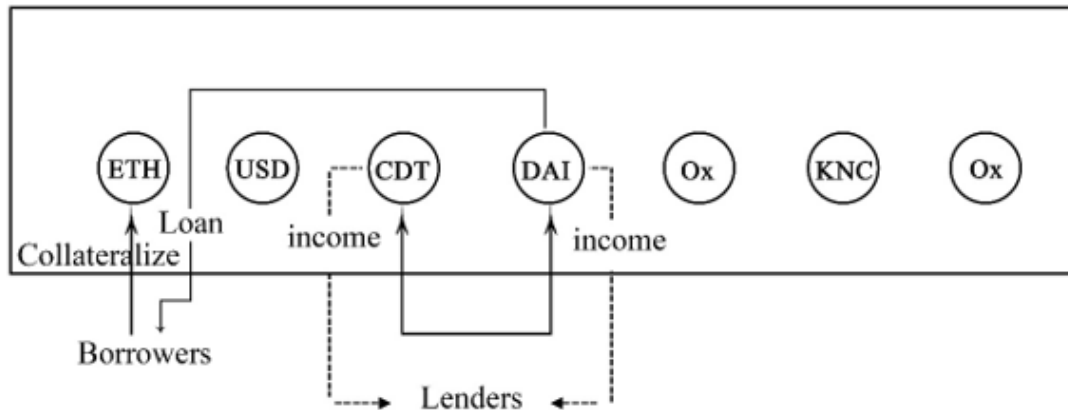 ETH USD CDT DAI Ox KNC Ox
Loan
income income
Collateralize
Borrowers
Lenders